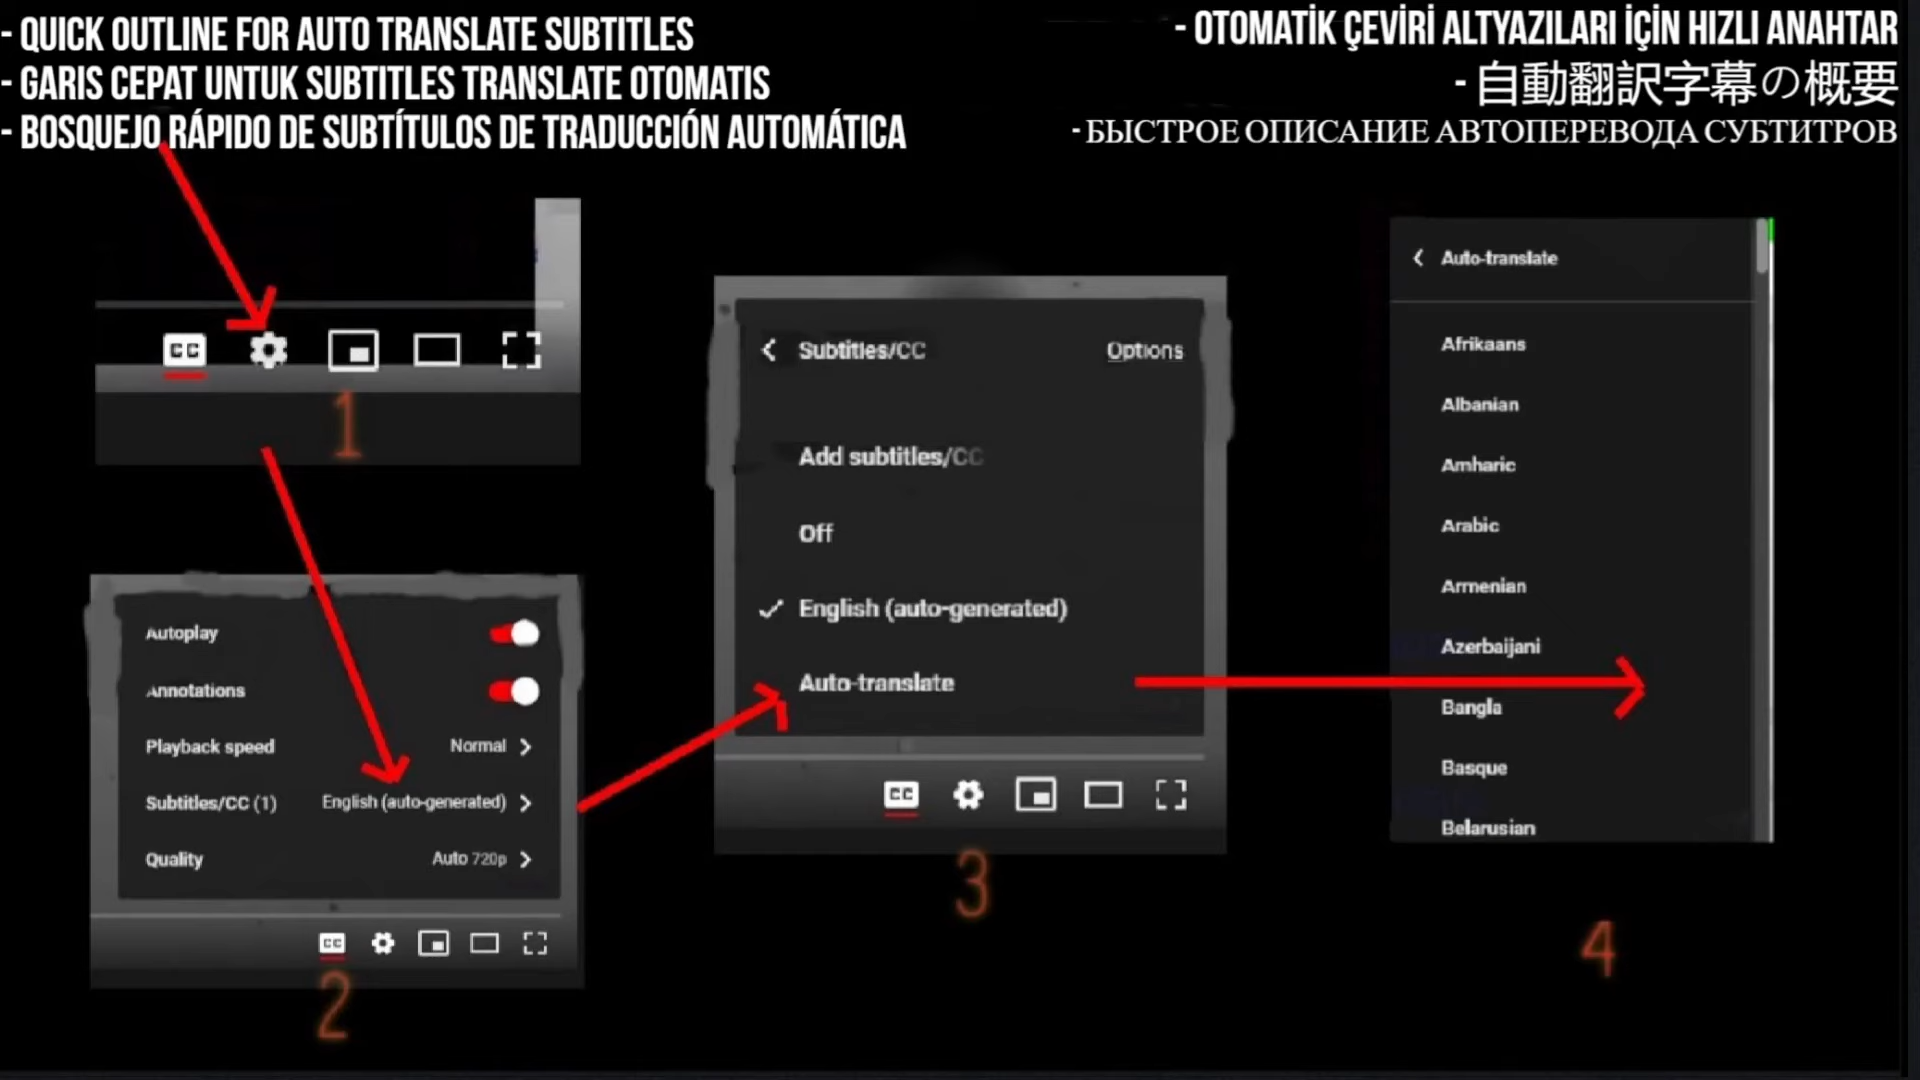 - QUICK OUTLINE FOR AUTO TRANSLATE SUBTITLES
- GARIS CEPAT UNTUK SUBTITLES TRANSLATE OTOMATIS
- BOSQUEJO RÁPIDO DE SUBTÍTULOS DE TRADUCCIÓN AUTOMÁTICA
- OTOMATİK ÇEVİRİ ALTYAZILARI İÇİN HIZLI ANAHTAR
- 自動翻訳字幕の概要
- БЫСТРОЕ ОПИСАНИЕ АВТОПЕРЕВОДА СУБТИТРОВ
CC
1
Autoplay
Annotations
Playback speed Normal
Subtitles/CC (1) English (auto-generated)
Quality Auto 720p
CC
2
Subtitles/CC Options
Add subtitles/CC
Off
English (auto-generated)
Auto-translate
CC
3
Auto-translate
Afrikaans
Albanian
Amharic
Arabic
Armenian
Azerbaijani
Bangla
Basque
Belarusian
4